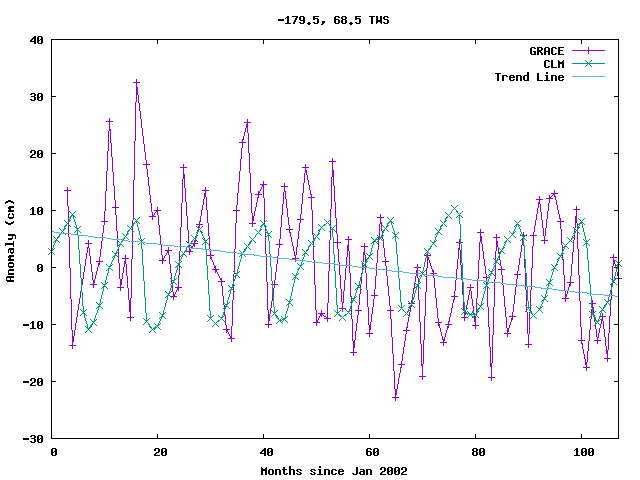 -179.5, 68.5 TWS
GRACE
CLM
Trend Line
Anomaly (cm)
40
30
20
10
0
-10
-20
-30
0 20 40 60 80 100
Months since Jan 2002